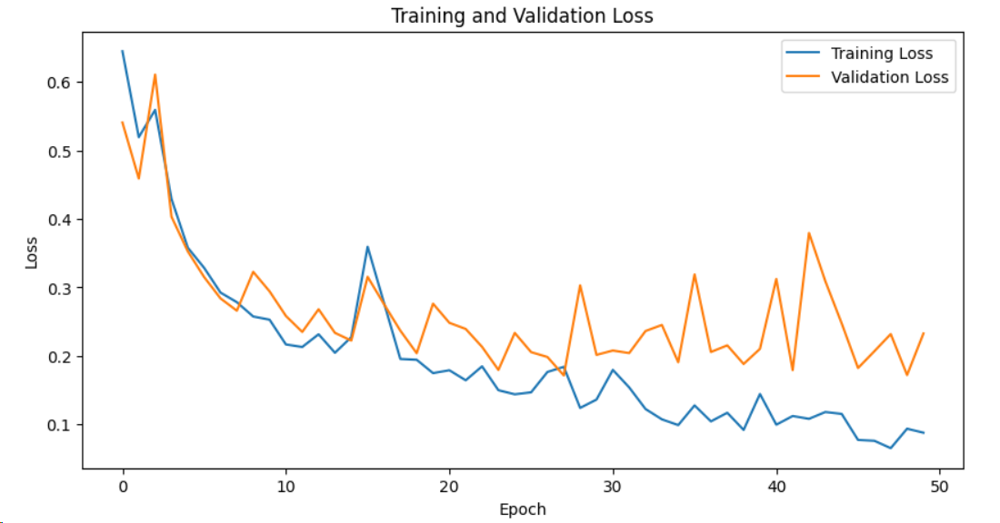 Training and Validation Loss
Training Loss
Validation Loss
0.6
0.5
0.4
0.3
0.2
0.1
Loss
0 10 20 30 40 50
Epoch